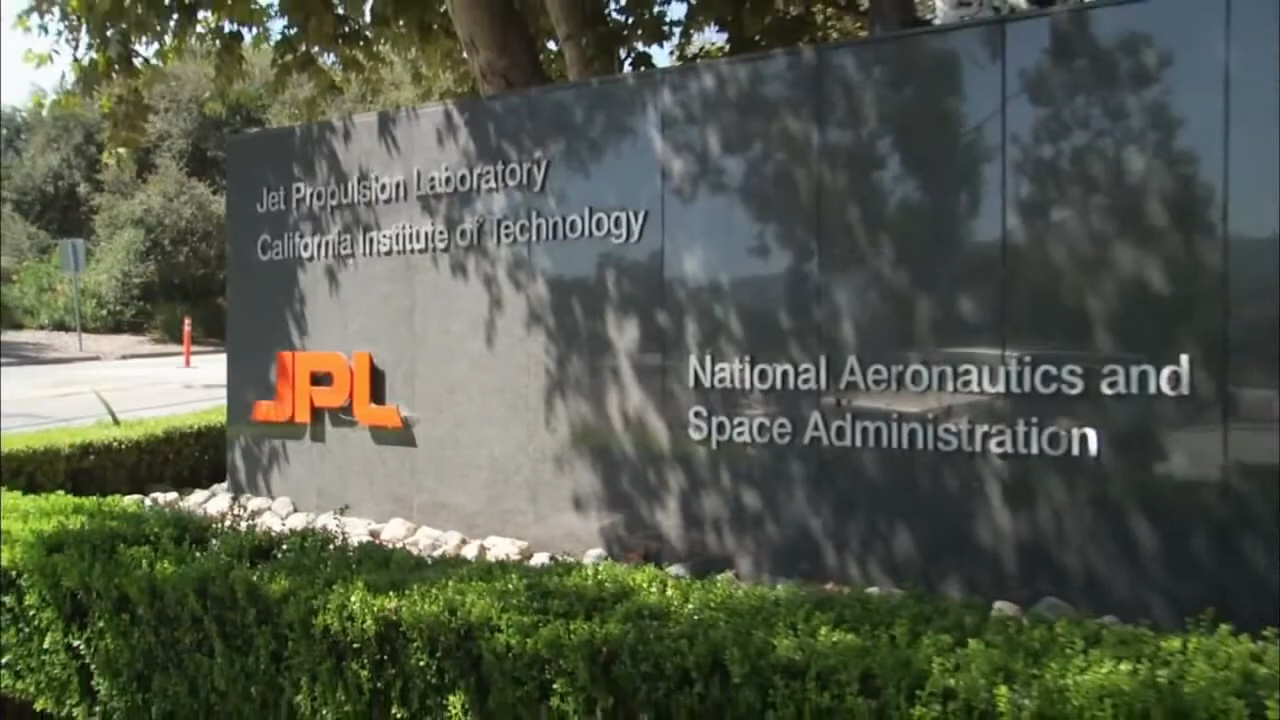 Jet Propulsion Laboratory
California Institute of Technology
JPL
National Aeronautics and
Space Administration